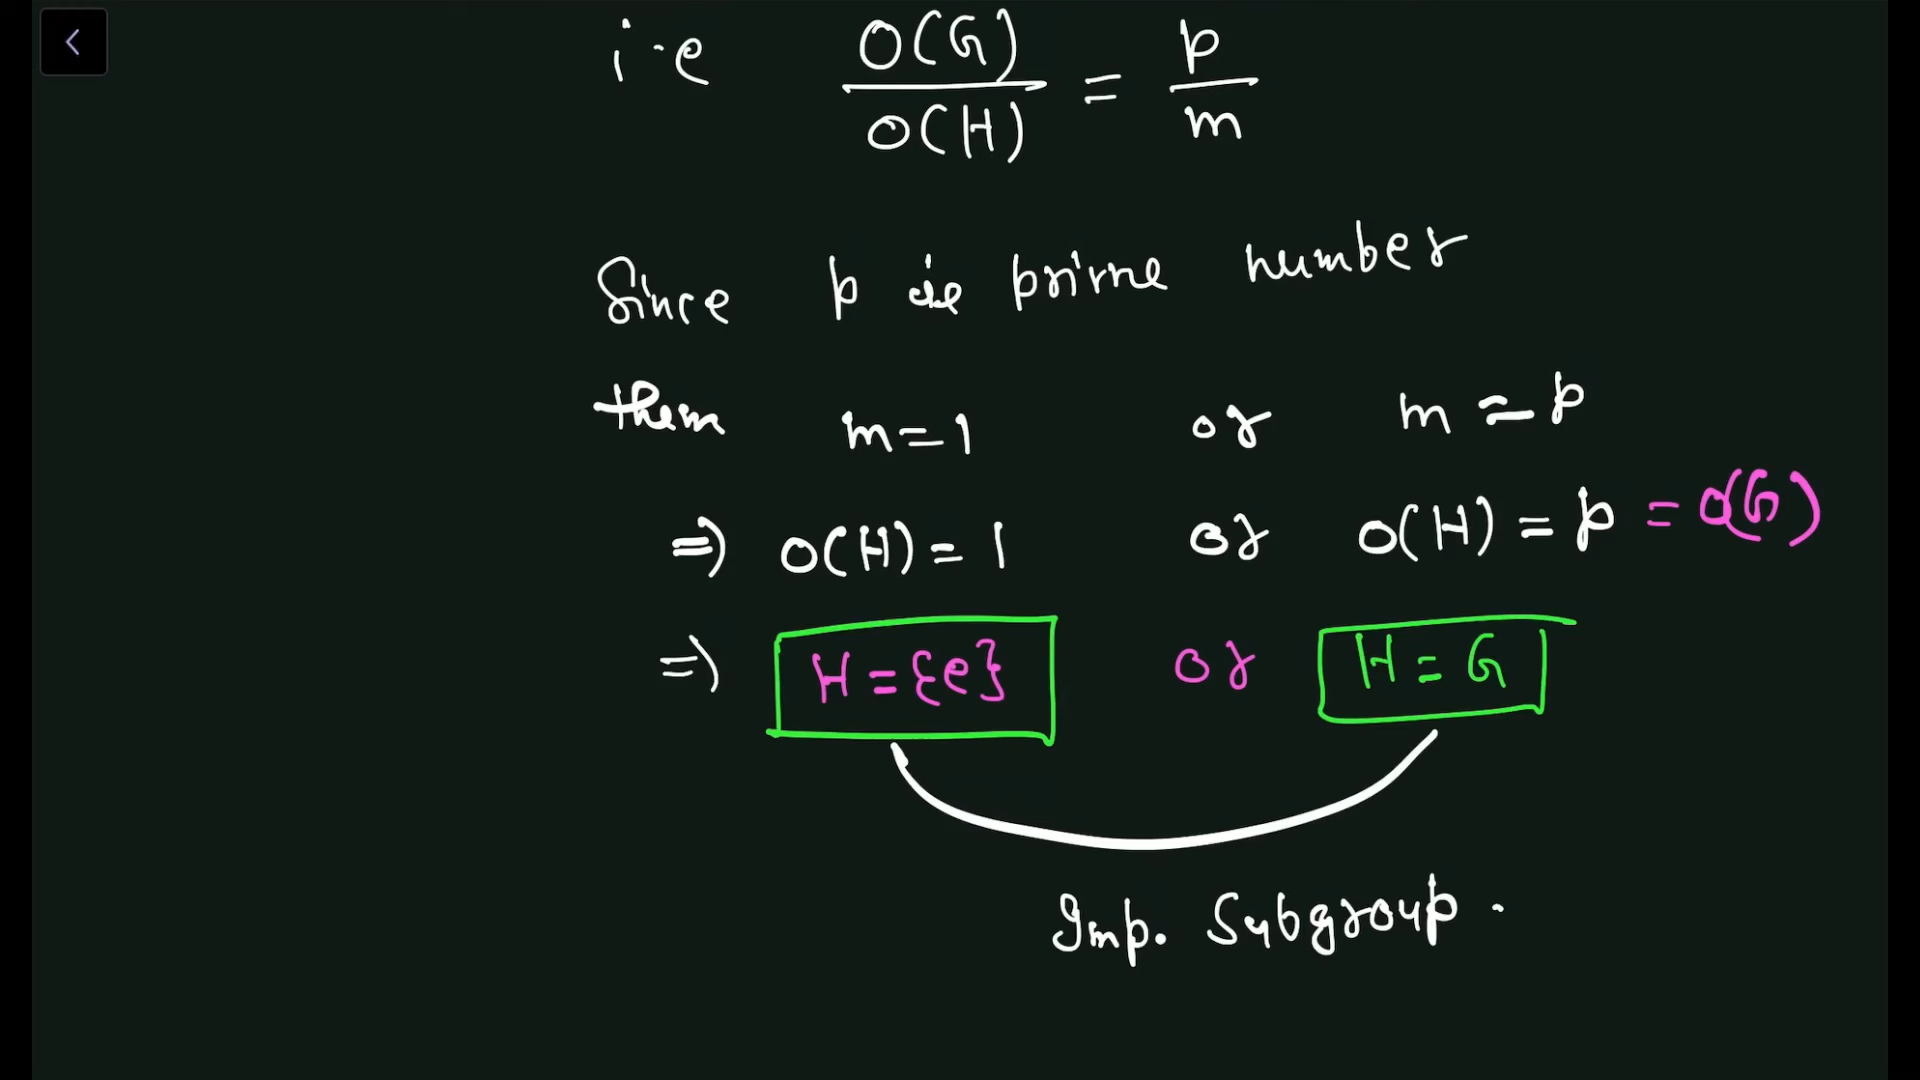 i.e O(G)/O(H) = p/m
Since p is prime number
then m=1 or m=p
=) O(H)=1 or O(H)=p=O(G)
=) H={e} or H=G
Imp. Subgroup.